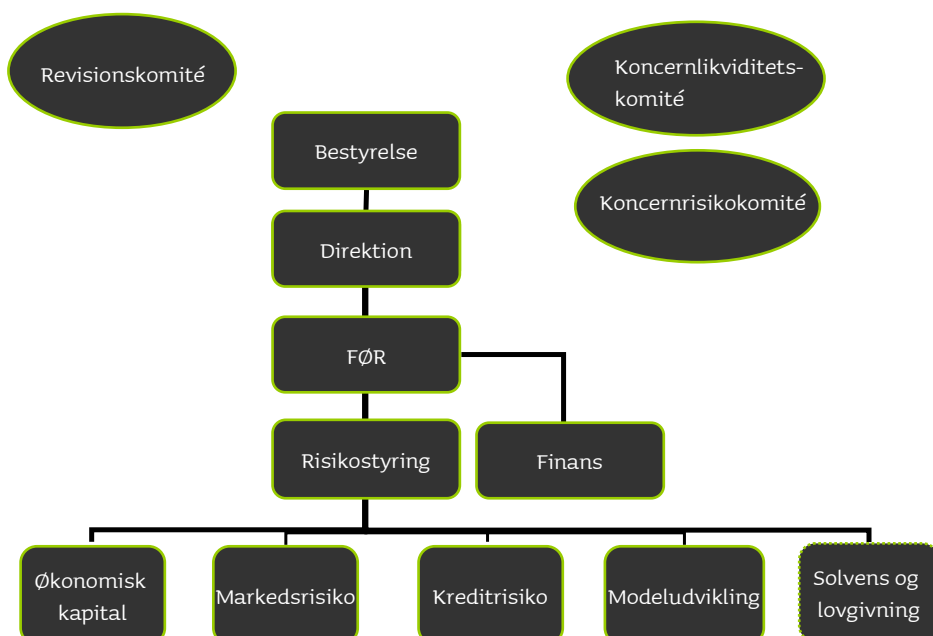 Revisionskomité
Koncernlikviditets-
komité
Bestyrelse
Koncernrisikokomité
Direktion
FØR
Risikostyring
Finans
Økonomisk
kapital
Markedsrisiko
Kreditrisiko
Modeludvikling
Solvens og
lovgivning